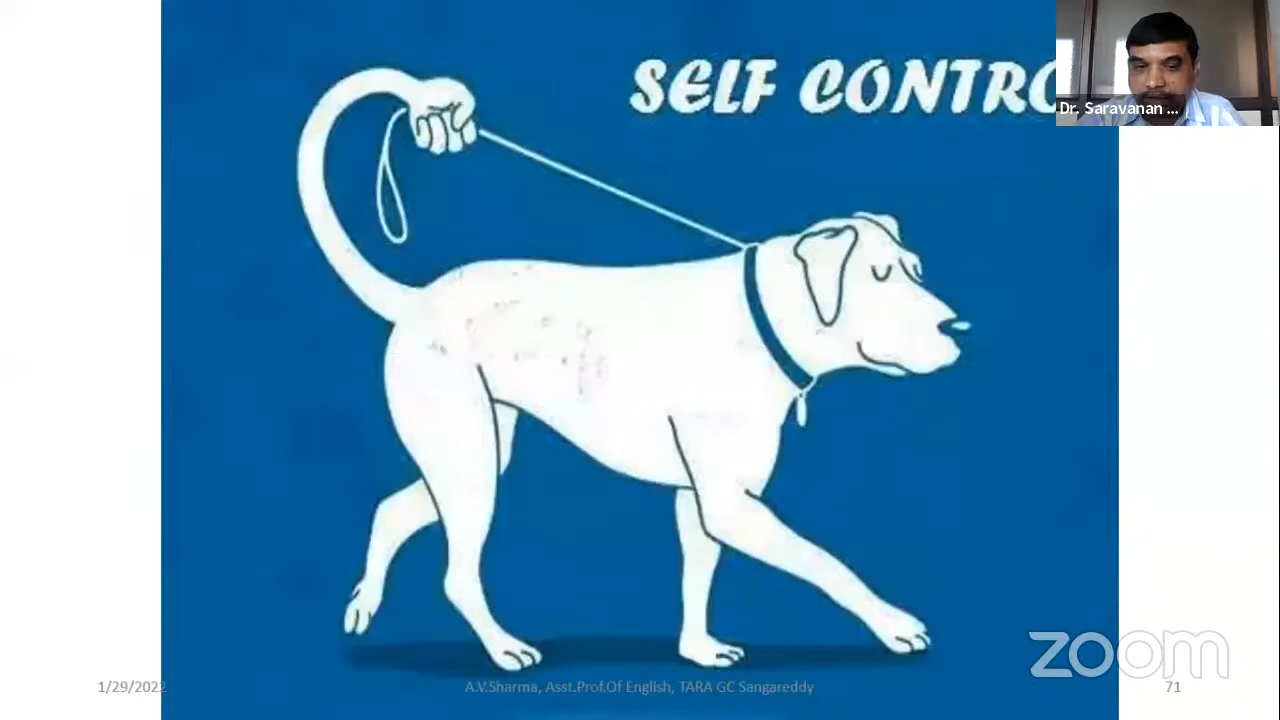 SELF CONTRO
Dr. Saravanan ...
zoom
1/29/2022
A.V.Sharma, Asst.Prof.Of English, TARA GC Sangareddy
71